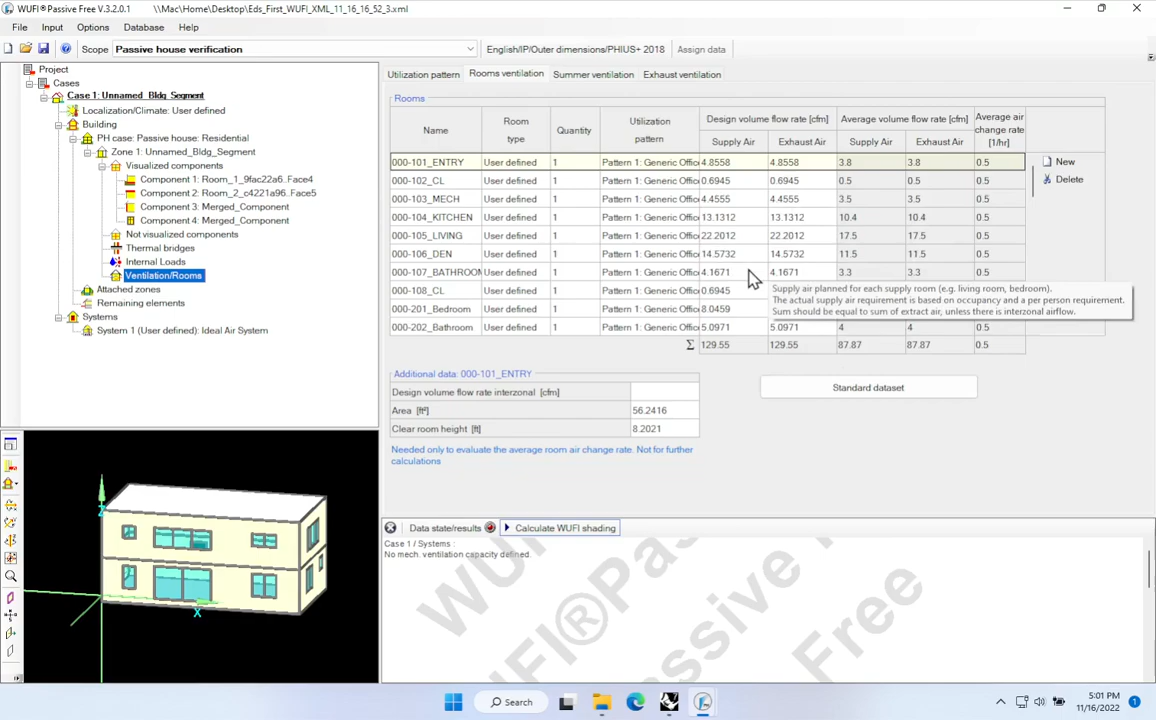 WUFI®Passive Free V.3.2.0.1 \\Mac\Home\Desktop\Eds_First_WUFI_XML_11_16_16_52_3.xml
File Input Options Database Help
Scope Passive house verification English/IP/Outer dimensions/PHIUS+ 2018 Assign data
Project
Cases
Case 1: Unnamed_Bldg_Segment
Localization/Climate: User defined
Building
PH case: Passive house: Residential
Zone 1: Unnamed_Bldg_Segment
Visualized components
Component 1: Room_1_9fac22a6..Face4
Component 2: Room_2_c4221a96..Face5
Component 3: Merged_Component
Component 4: Merged_Component
Not visualized components
Thermal bridges
Internal Loads
Ventilation/Rooms
Attached zones
Remaining elements
Systems
System 1 (User defined): Ideal Air System
Utilization pattern Rooms ventilation Summer ventilation Exhaust ventilation
Rooms
Name Room type Quantity Utilization pattern Design volume flow rate [cfm] Average volume flow rate [cfm] Average air change rate [1/hr]
Supply Air Exhaust Air Supply Air Exhaust Air
000-101_ENTRY User defined 1 Pattern 1: Generic Offic 4.8558 4.8558 3.8 3.8 0.5
000-102_CL User defined 1 Pattern 1: Generic Offic 0.6945 0.6945 0.5 0.5 0.5
000-103_MECH User defined 1 Pattern 1: Generic Offic 4.4555 4.4555 3.5 3.5 0.5
000-104_KITCHEN User defined 1 Pattern 1: Generic Offic 13.1312 13.1312 10.4 10.4 0.5
000-105_LIVING User defined 1 Pattern 1: Generic Offic 22.2012 22.2012 17.5 17.5 0.5
000-106_DEN User defined 1 Pattern 1: Generic Offic 14.5732 14.5732 11.5 11.5 0.5
000-107_BATHROOM User defined 1 Pattern 1: Generic Offic 4.1671 4.1671 3.3 3.3 0.5
000-108_CL User defined 1 Pattern 1: Generic Offic 0.6945
000-201_Bedroom User defined 1 Pattern 1: Generic Offic 8.0459
000-202_Bathroom User defined 1 Pattern 1: Generic Offic 5.0971 5.0971 4 4 0.5
Σ 129.55 129.55 87.87 87.87 0.5
New
Delete
Supply air planned for each supply room (e.g. living room, bedroom).
The actual supply air requirement is based on occupancy and a per person requirement.
Sum should be equal to sum of extract air, unless there is interzonal airflow.
Additional data: 000-101_ENTRY
Design volume flow rate interzonal [cfm]
Area [ft²] 56.2416
Clear room height [ft] 8.2021
Needed only to evaluate the average room air change rate. Not for further
calculations
Standard dataset
Data state/results Calculate WUFI shading
Case 1 / Systems :
No mech. ventilation capacity defined.
WUFI®Passive Free
Passive Free
Z
X
Search
5:01 PM
11/16/2022
1